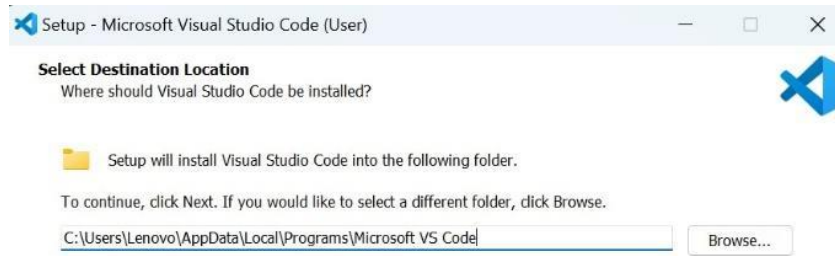 Setup - Microsoft Visual Studio Code (User)
Select Destination Location
Where should Visual Studio Code be installed?
Setup will install Visual Studio Code into the following folder.
To continue, click Next. If you would like to select a different folder, click Browse.
C:\Users\Lenovo\AppData\Local\Programs\Microsoft VS Code
Browse...